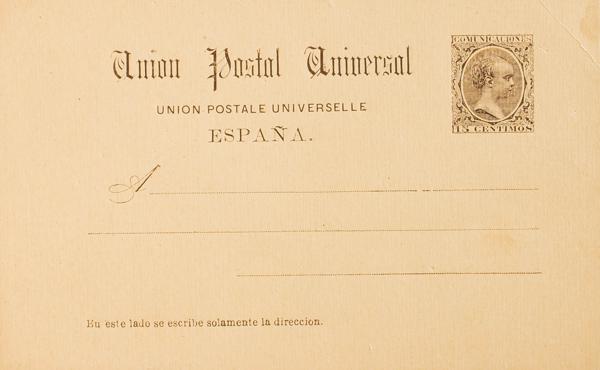 COMUNICACIONES
Union Postal Universal
UNION POSTALE UNIVERSELLE
ESPAÑA.
15 CENTIMOS
A
En este lado se escribe solamente la direccion.